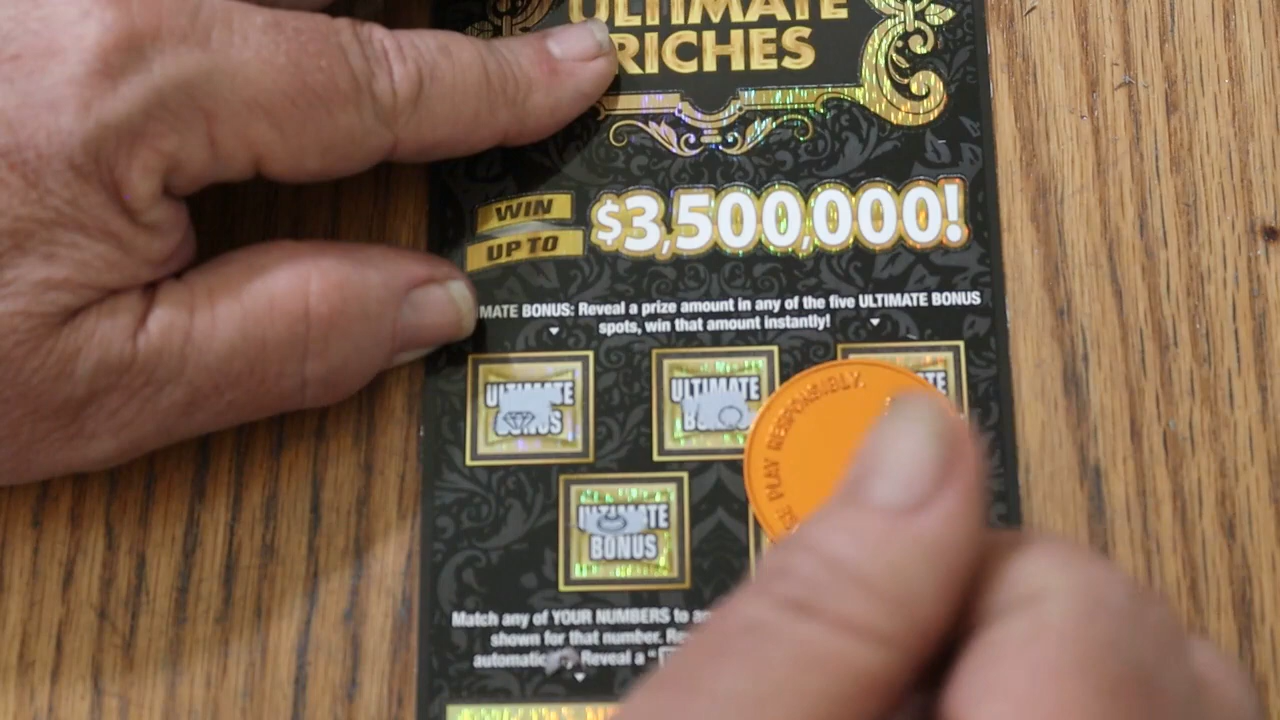 ULTIMATE
RICHES
WIN
UP TO
$3,500,000!
MATE BONUS: Reveal a prize amount in any of the five ULTIMATE BONUS
spots, win that amount instantly!
ULTIMATE
BONUS
ULTIMATE
PLAY RESPONSIBLY.
ULTIMATE
BONUS
Match any of YOUR NUMBERS to
shown for that number.
Reveal a "